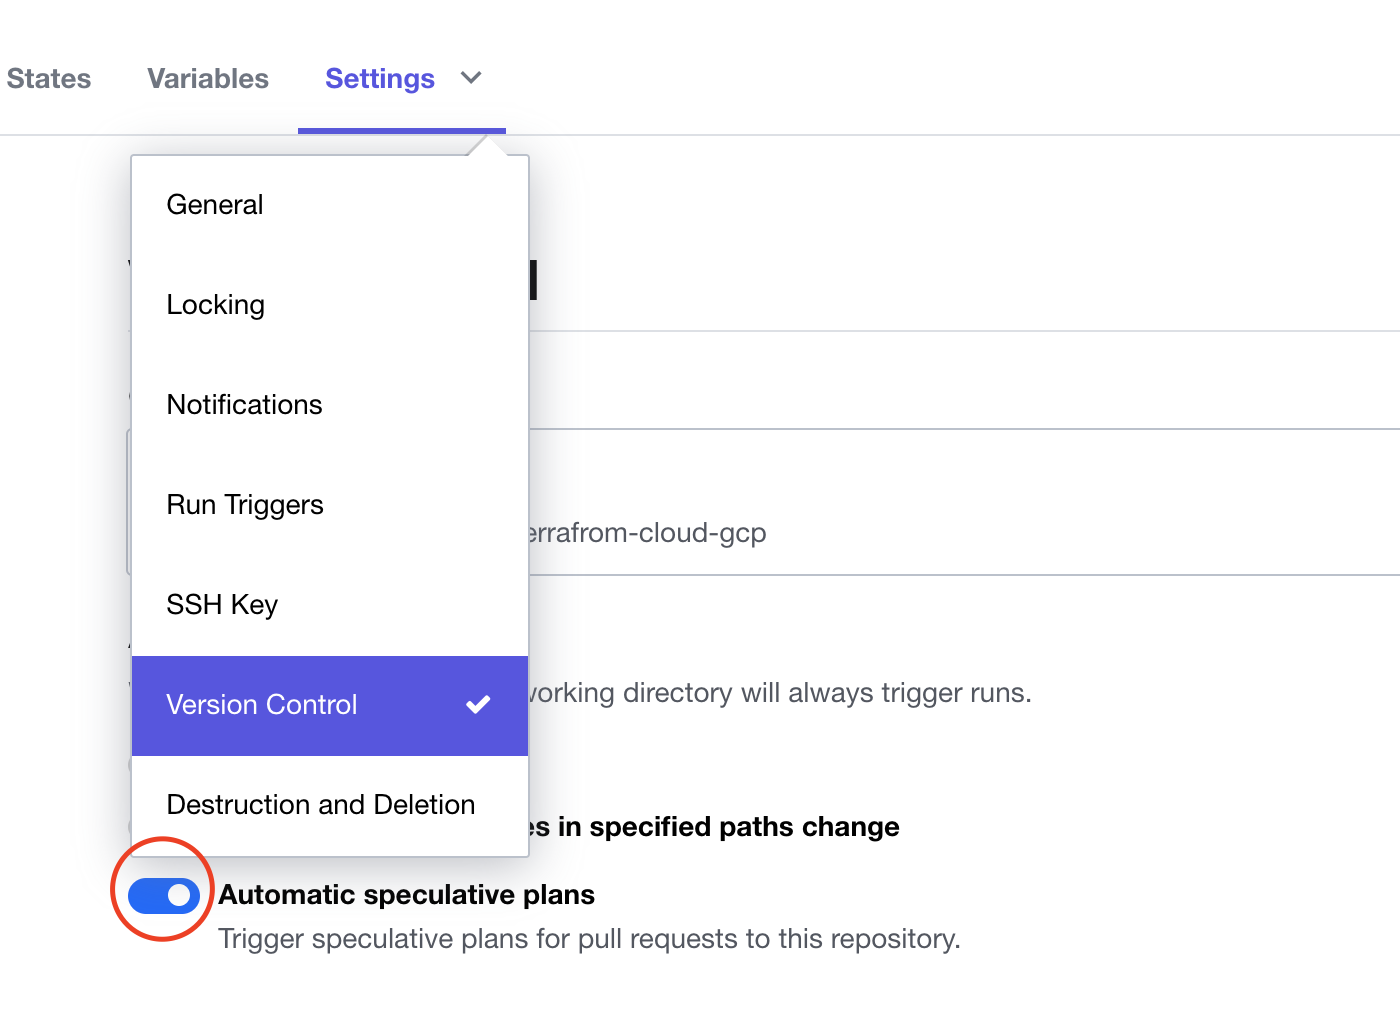 States Variables Settings
General
Locking
Notifications
Run Triggers
errafrom-cloud-gcp
SSH Key
Version Control
working directory will always trigger runs.
Destruction and Deletion
es in specified paths change
Automatic speculative plans
Trigger speculative plans for pull requests to this repository.